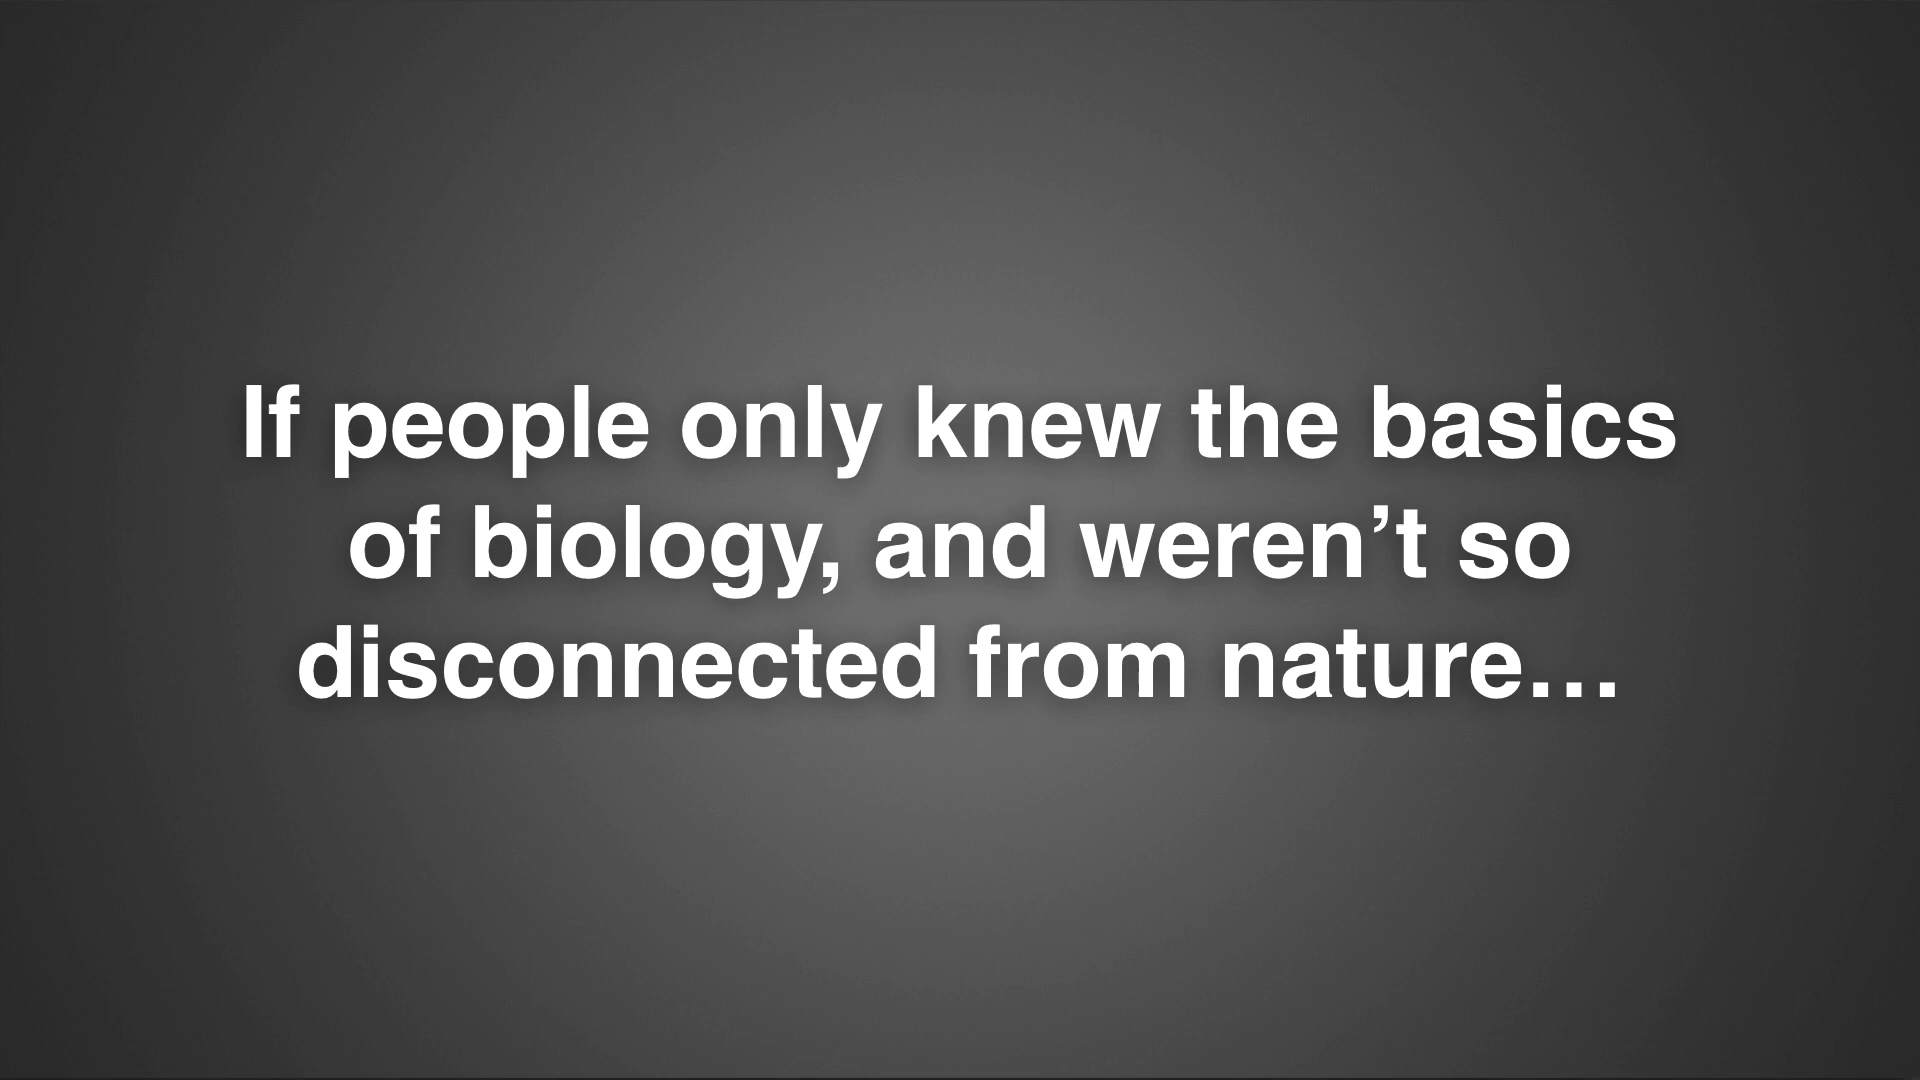 If people only knew the basics
of biology, and weren’t so
disconnected from nature…